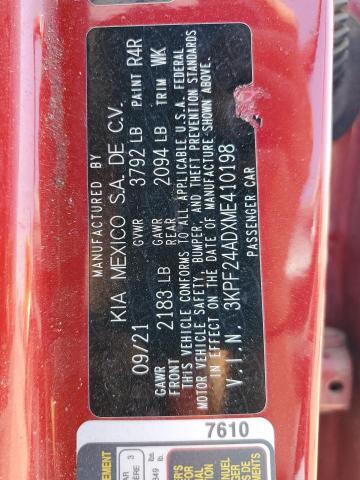 MANUFACTURED BY
KIA MEXICO S.A. DE C.V.
09/21 GVWR 3792 LB PAINT R4R
GAWR FRONT 2183 LB GAWR REAR 2094 LB TRIM WK
THIS VEHICLE CONFORMS TO ALL APPLICABLE U.S.A. FEDERAL
MOTOR VEHICLE SAFETY, BUMPER, AND THEFT PREVENTION
STANDARDS IN EFFECT ON THE DATE OF MANUFACTURE SHOWN ABOVE.
V.I.N. 3KPF24ADXME410198
PASSENGER CAR
7610